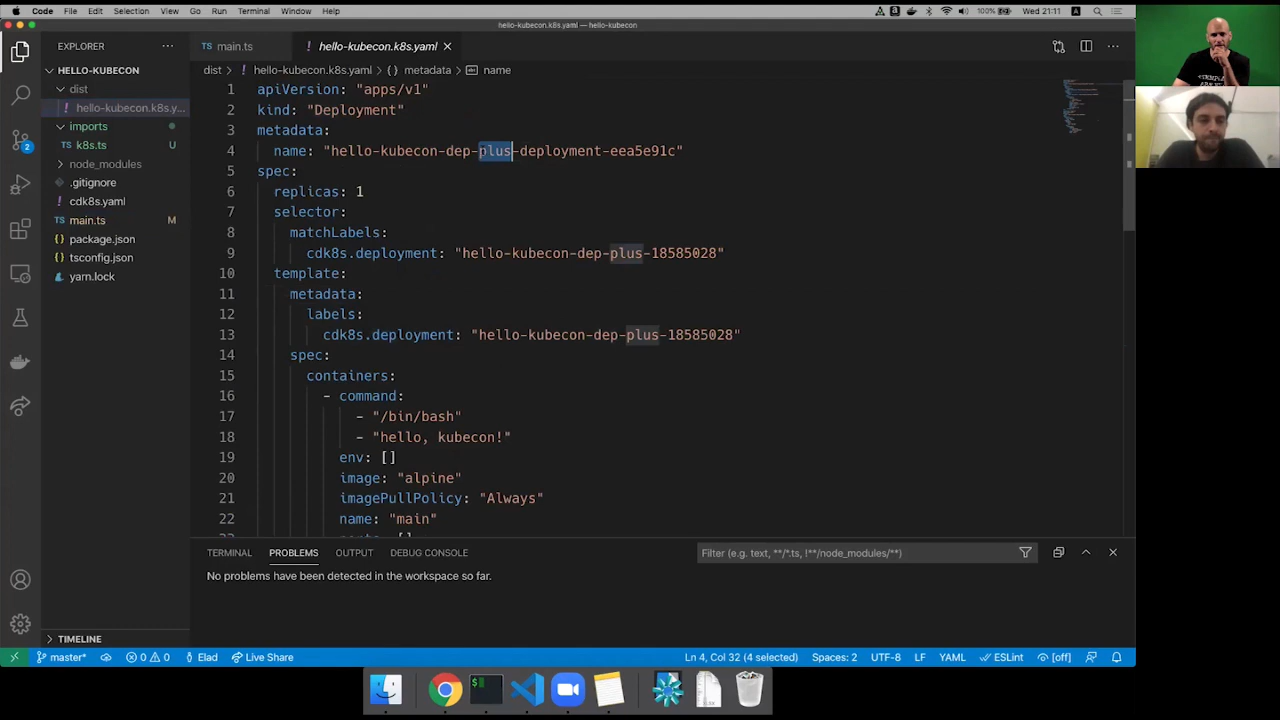 Code File Edit Selection View Go Run Terminal Window Help
100% Wed 21:11 A
hello-kubecon.k8s.yaml — hello-kubecon
EXPLORER
TS main.ts
! hello-kubecon.k8s.yaml
HELLO-KUBECON
dist
! hello-kubecon.k8s.y...
imports
TS k8s.ts U
node_modules
.gitignore
! cdk8s.yaml
TS main.ts M
{} package.json
tsconfig.json
yarn.lock
TIMELINE
2
dist > ! hello-kubecon.k8s.yaml > {} metadata > abc name
1 apiVersion: "apps/v1"
2 kind: "Deployment"
3 metadata:
4 name: "hello-kubecon-dep-plus-deployment-eea5e91c"
5 spec:
6 replicas: 1
7 selector:
8 matchLabels:
9 cdk8s.deployment: "hello-kubecon-dep-plus-18585028"
10 template:
11 metadata:
12 labels:
13 cdk8s.deployment: "hello-kubecon-dep-plus-18585028"
14 spec:
15 containers:
16 - command:
17 - "/bin/bash"
18 - "hello, kubecon!"
19 env: []
20 image: "alpine"
21 imagePullPolicy: "Always"
22 name: "main"
TERMINAL PROBLEMS OUTPUT DEBUG CONSOLE
Filter (e.g. text, **/*.ts, !**/node_modules/**)
No problems have been detected in the workspace so far.
master* 0 0 Elad Live Share
Ln 4, Col 32 (4 selected) Spaces: 2 UTF-8 LF YAML ESLint [off]
XLSX